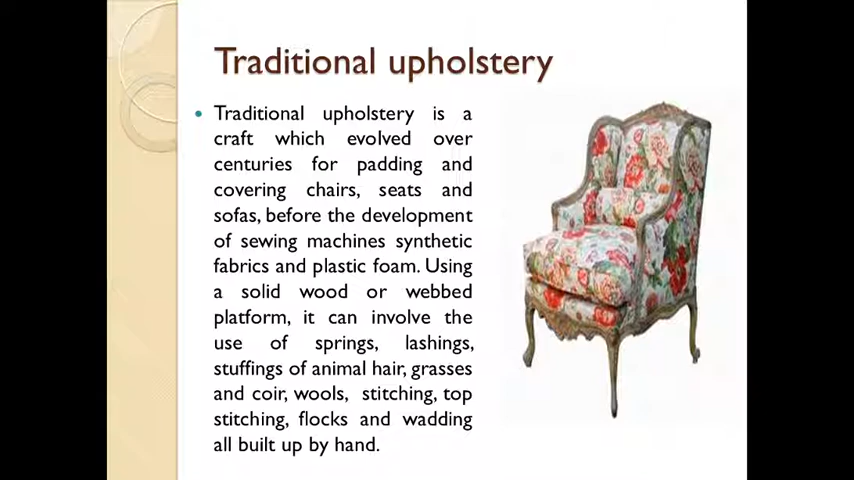 Traditional upholstery
Traditional upholstery is a
craft which evolved over
centuries for padding and
covering chairs, seats and
sofas, before the development
of sewing machines synthetic
fabrics and plastic foam. Using
a solid wood or webbed
platform, it can involve the
use of springs, lashings,
stuffings of animal hair, grasses
and coir, wools, stitching, top
stitching, flocks and wadding
all built up by hand.